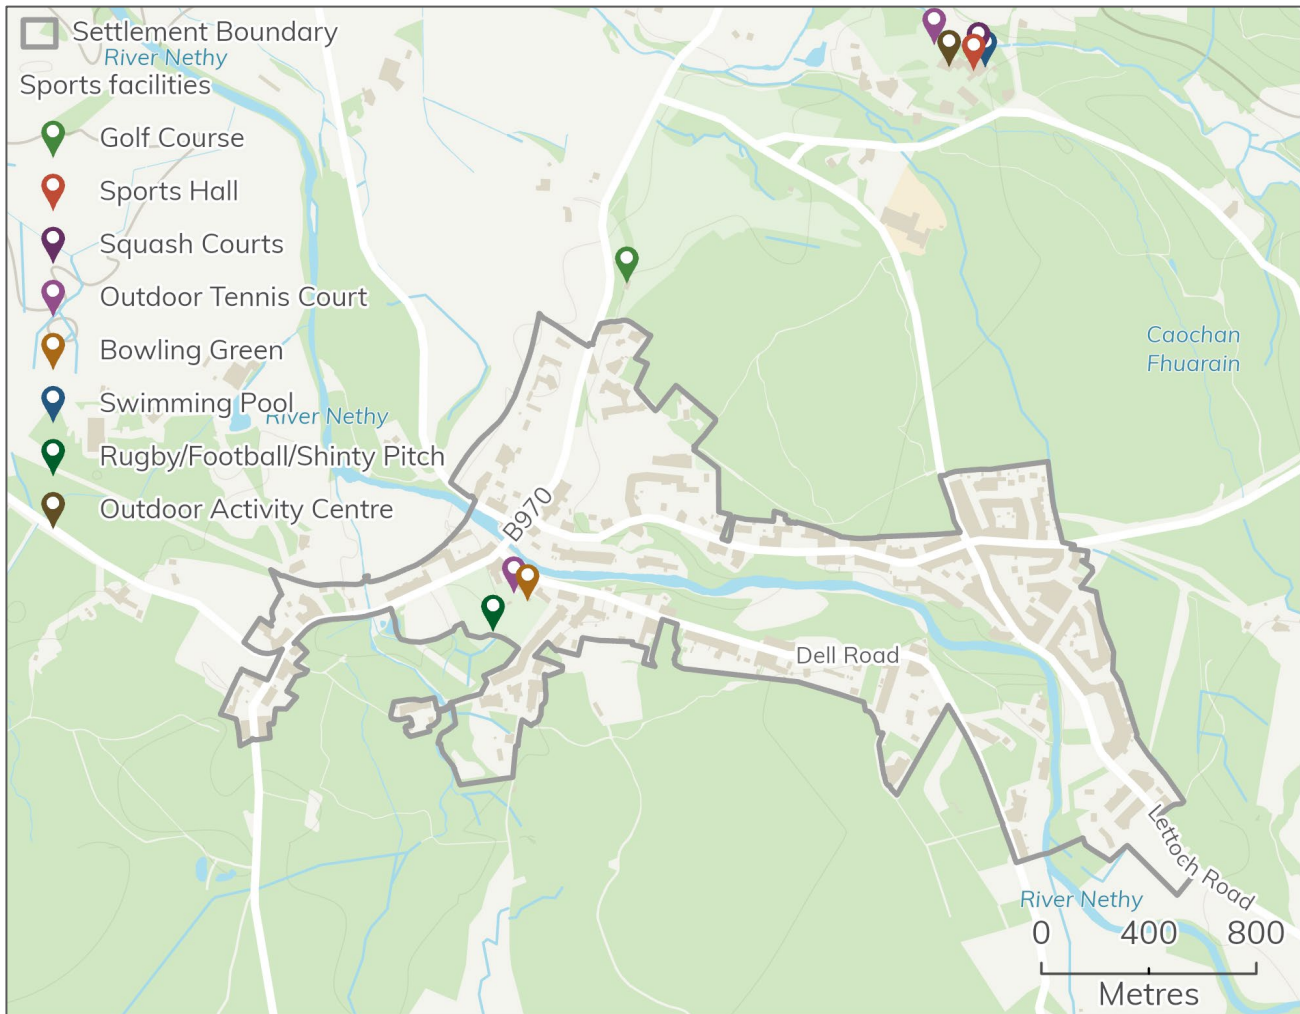 Settlement Boundary
River Nethy
Sports facilities
Golf Course
Sports Hall
Squash Courts
Outdoor Tennis Court
Bowling Green
Swimming Pool
River Nethy
Rugby/Football/Shinty Pitch
Outdoor Activity Centre
Caochan
Fhuarain
B970
Dell Road
Lettoch Road
River Nethy
0 400 800
Metres